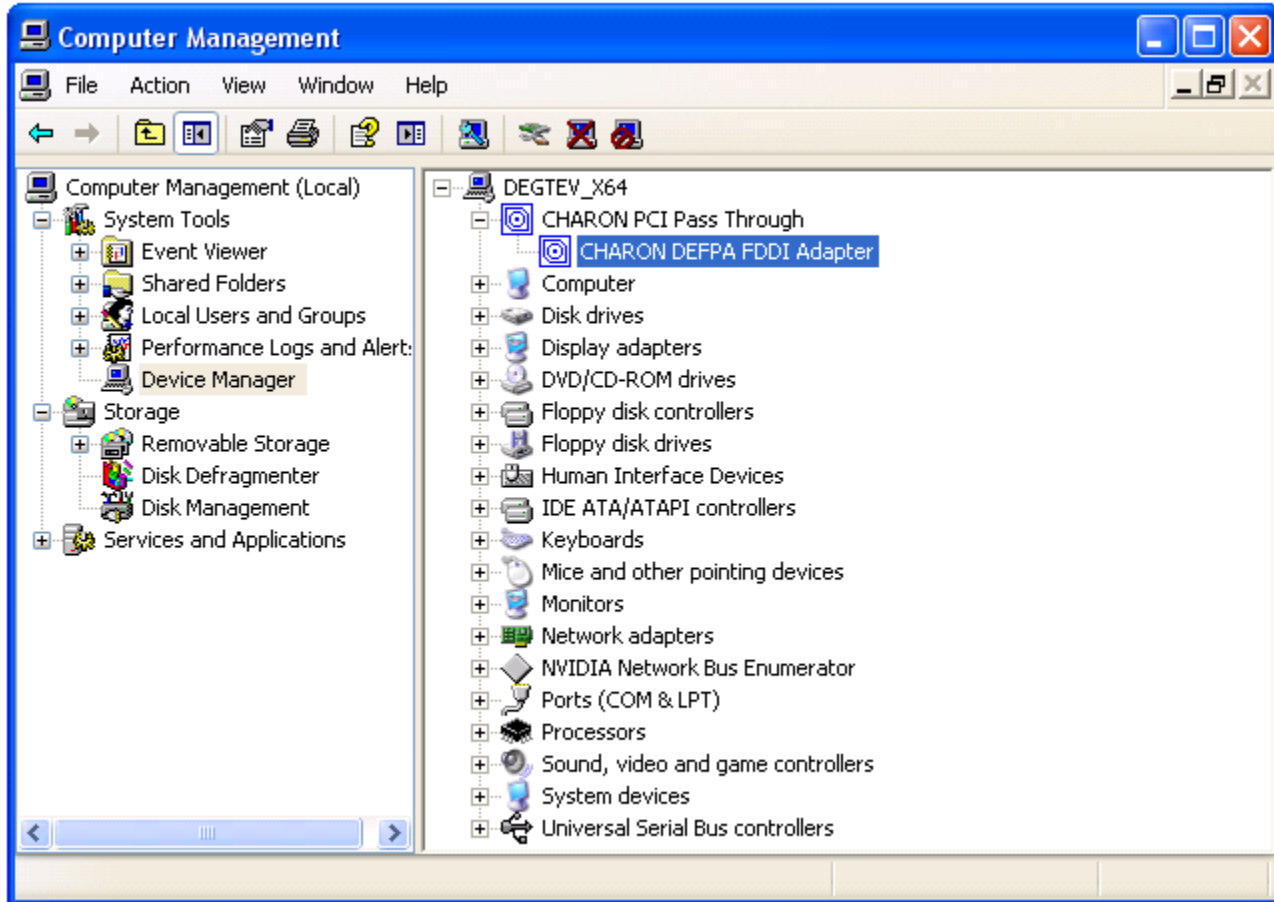 Computer Management
File Action View Window Help
Computer Management (Local)
System Tools
Event Viewer
Shared Folders
Local Users and Groups
Performance Logs and Alert:
Device Manager
Storage
Removable Storage
Disk Defragmenter
Disk Management
Services and Applications
DEGTEV_X64
CHARON PCI Pass Through
CHARON DEFPA FDDI Adapter
Computer
Disk drives
Display adapters
DVD/CD-ROM drives
Floppy disk controllers
Floppy disk drives
Human Interface Devices
IDE ATA/ATAPI controllers
Keyboards
Mice and other pointing devices
Monitors
Network adapters
NVIDIA Network Bus Enumerator
Ports (COM & LPT)
Processors
Sound, video and game controllers
System devices
Universal Serial Bus controllers